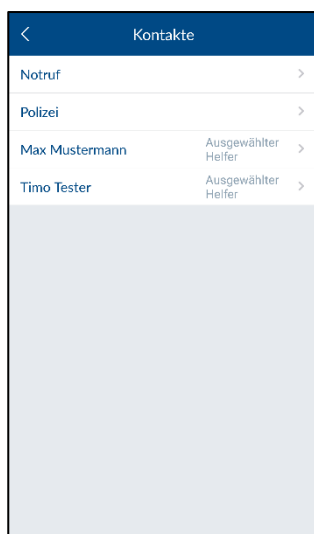 Kontakte
Notruf
Polizei
Max Mustermann
Ausgewählter
Helfer
Timo Tester
Ausgewählter
Helfer